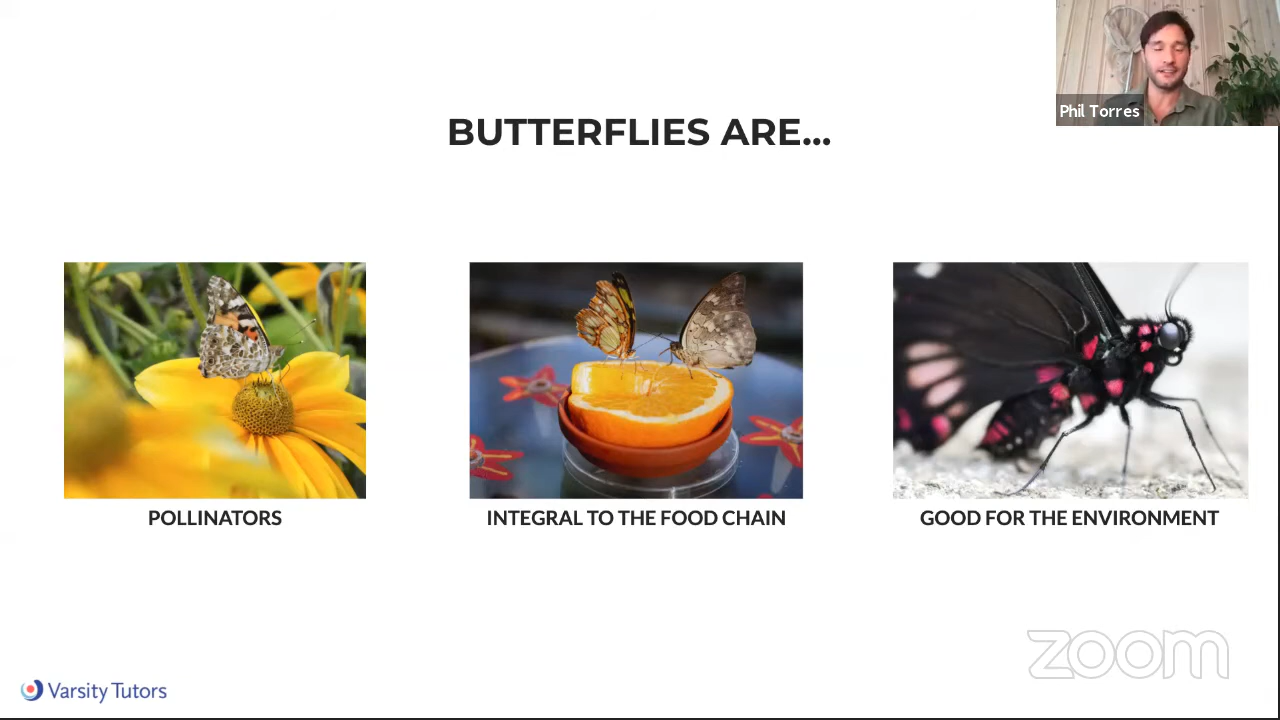 Phil Torres
BUTTERFLIES ARE...
POLLINATORS
INTEGRAL TO THE FOOD CHAIN
GOOD FOR THE ENVIRONMENT
zoom
Varsity Tutors